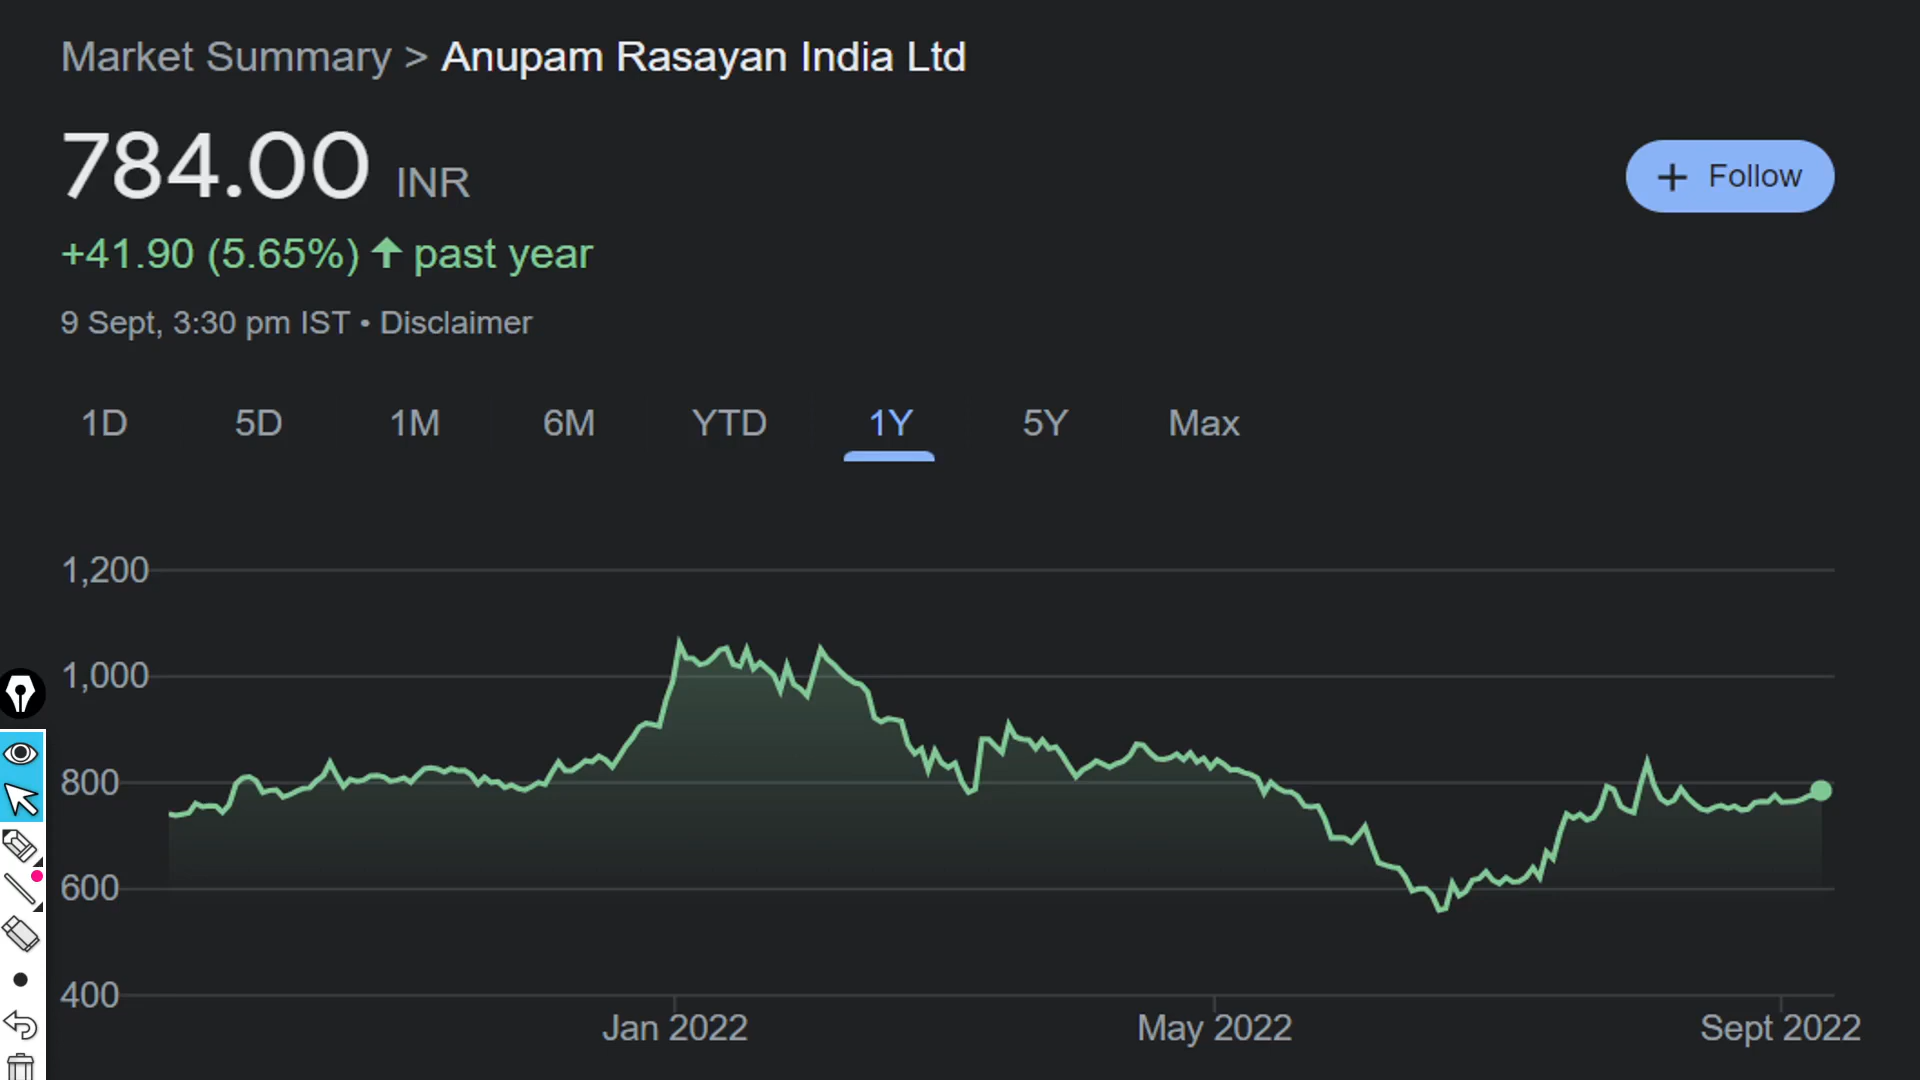 Market Summary > Anupam Rasayan India Ltd
784.00 INR
+ Follow
+41.90 (5.65%) ↑ past year
9 Sept, 3:30 pm IST • Disclaimer
1D 5D 1M 6M YTD 1Y 5Y Max
1,200
1,000
800
600
400
Jan 2022 May 2022 Sept 2022